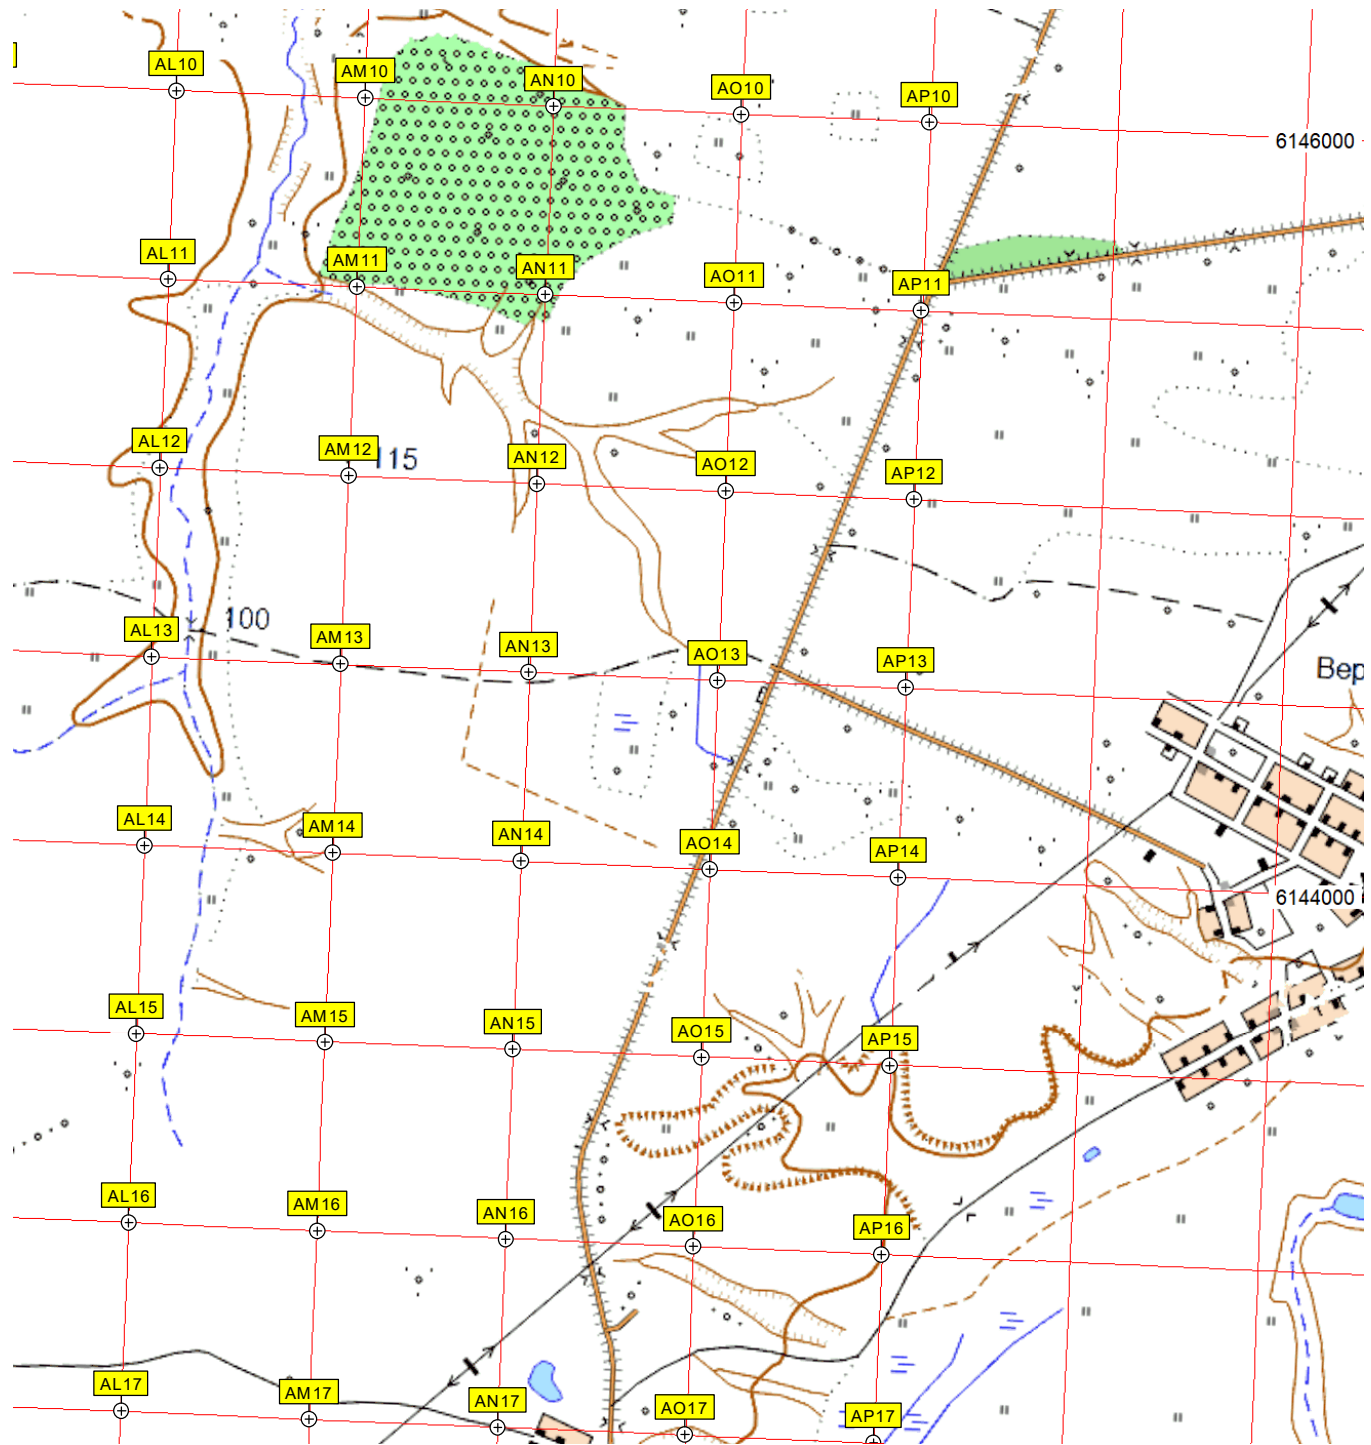 AL10 AM10 AN10 AO10 AP10
6146000
AL11 AM11 AN11 AO11 AP11
AL12 AM12 115 AN12 AO12 AP12
100
AL13 AM13 AN13 AO13 AP13
Вер
AL14 AM14 AN14 AO14 AP14
6144000
AL15 AM15 AN15 AO15 AP15
AL16 AM16 AN16 AO16 AP16
AL17 AM17 AN17 AO17 AP17